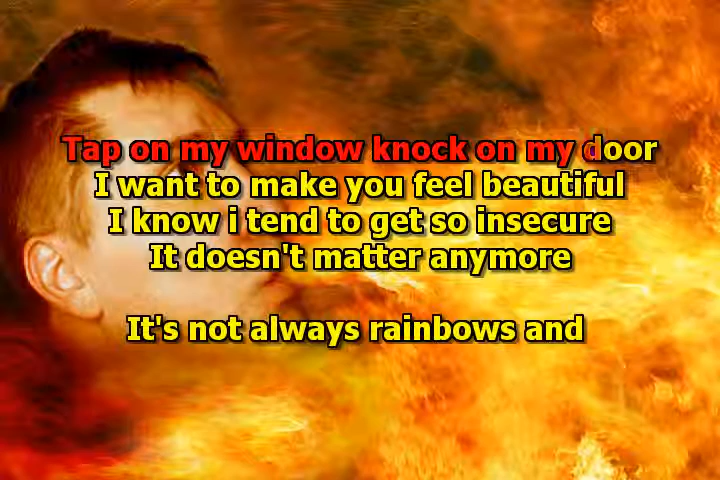 Tap on my window knock on my door
I want to make you feel beautiful
I know i tend to get so insecure
It doesn't matter anymore
It's not always rainbows and